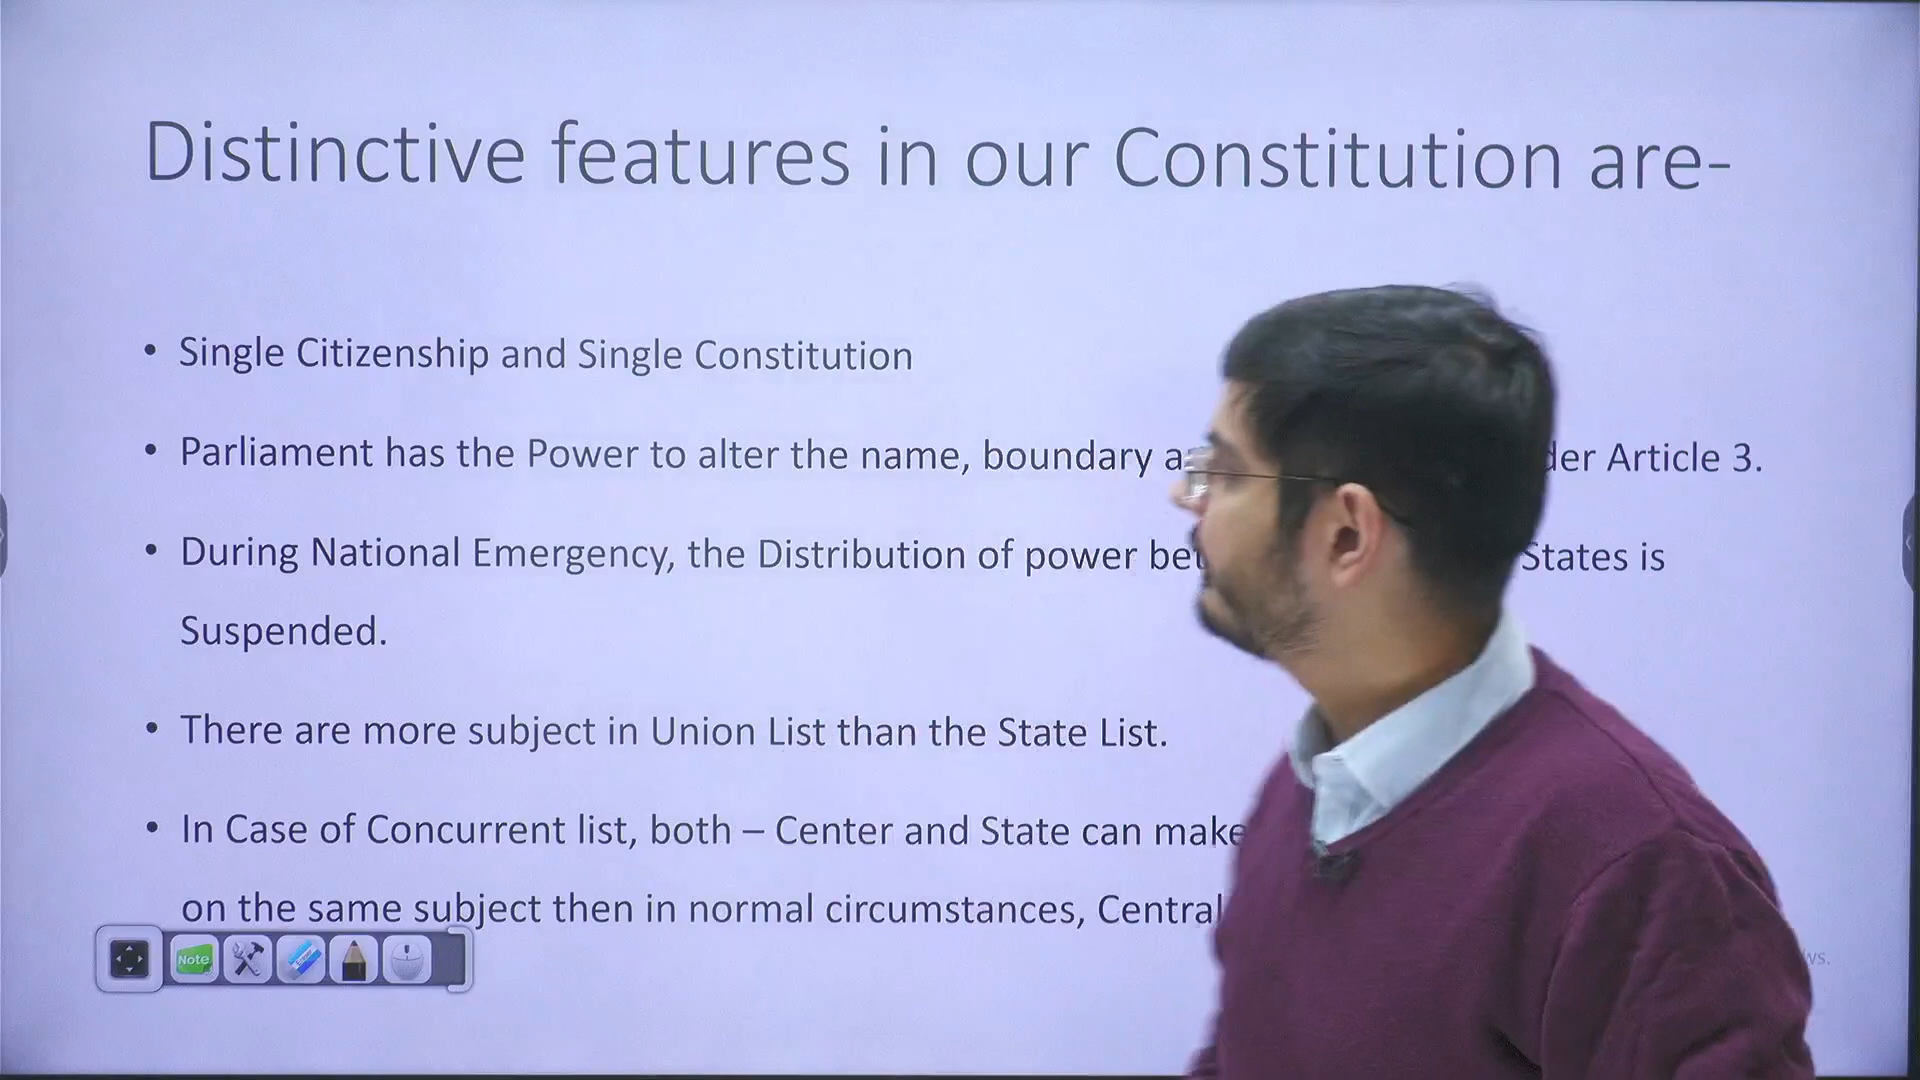 Distinctive features in our Constitution are-
• Single Citizenship and Single Constitution
• Parliament has the Power to alter the name, boundary Article 3.
• During National Emergency, the Distribution of power States is
Suspended.
• There are more subject in Union List than the State List.
• In Case of Concurrent list, both – Center and State can make
on the same subject then in normal circumstances, Central
Note